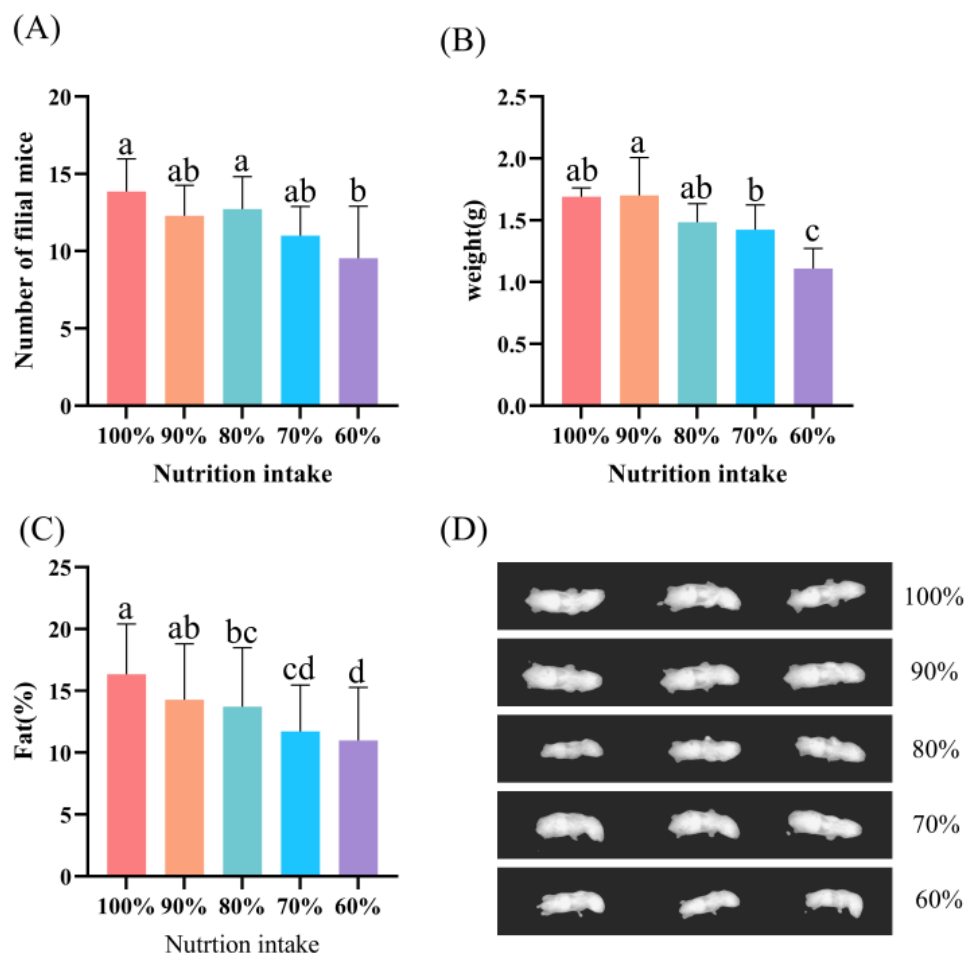 (A)
Number of filial mice
20
15
10
5
0
a
ab
a
ab
b
100% 90% 80% 70% 60%
Nutrition intake
(B)
weight(g)
2.5
2.0
1.5
1.0
0.5
0.0
ab
a
ab
b
c
100% 90% 80% 70% 60%
Nutrition intake
(C)
Fat(%)
25
20
15
10
5
0
a
ab
bc
cd
d
100% 90% 80% 70% 60%
Nutrtion intake
(D)
100%
90%
80%
70%
60%